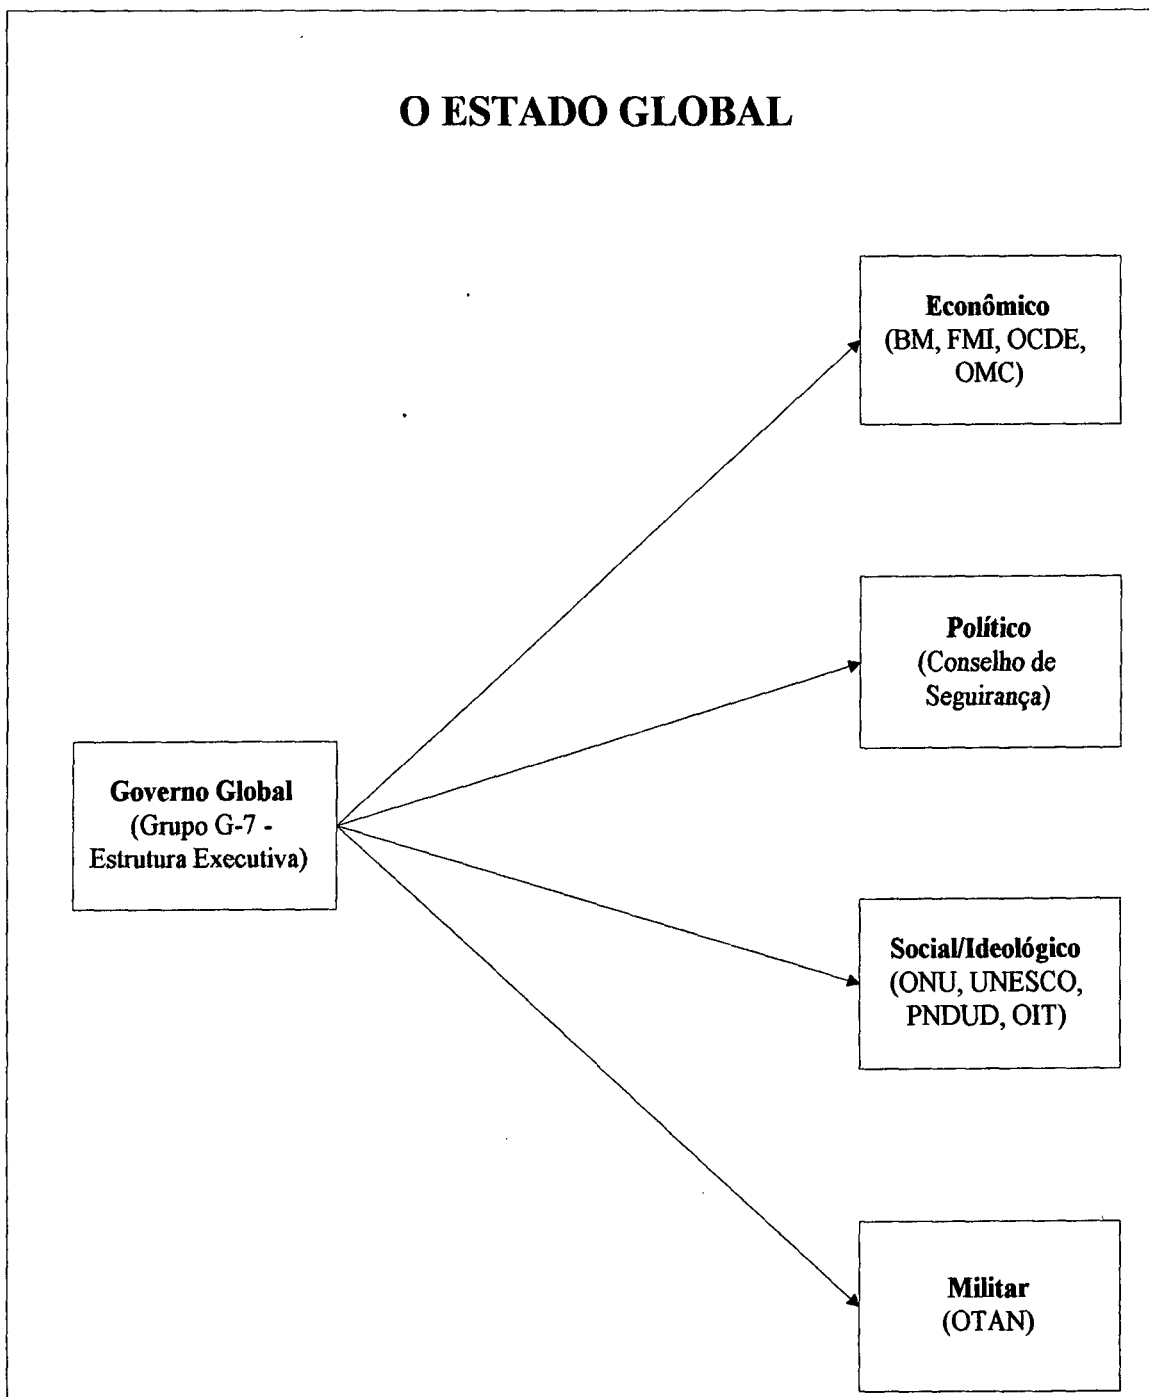 O ESTADO GLOBAL
Econômico
(BM, FMI, OCDE,
OMC)
Político
(Conselho de
Seguirança)
Governo Global
(Grupo G-7 -
Estrutura Executiva)
Social/Ideológico
(ONU, UNESCO,
PNDUD, OIT)
Militar
(OTAN)